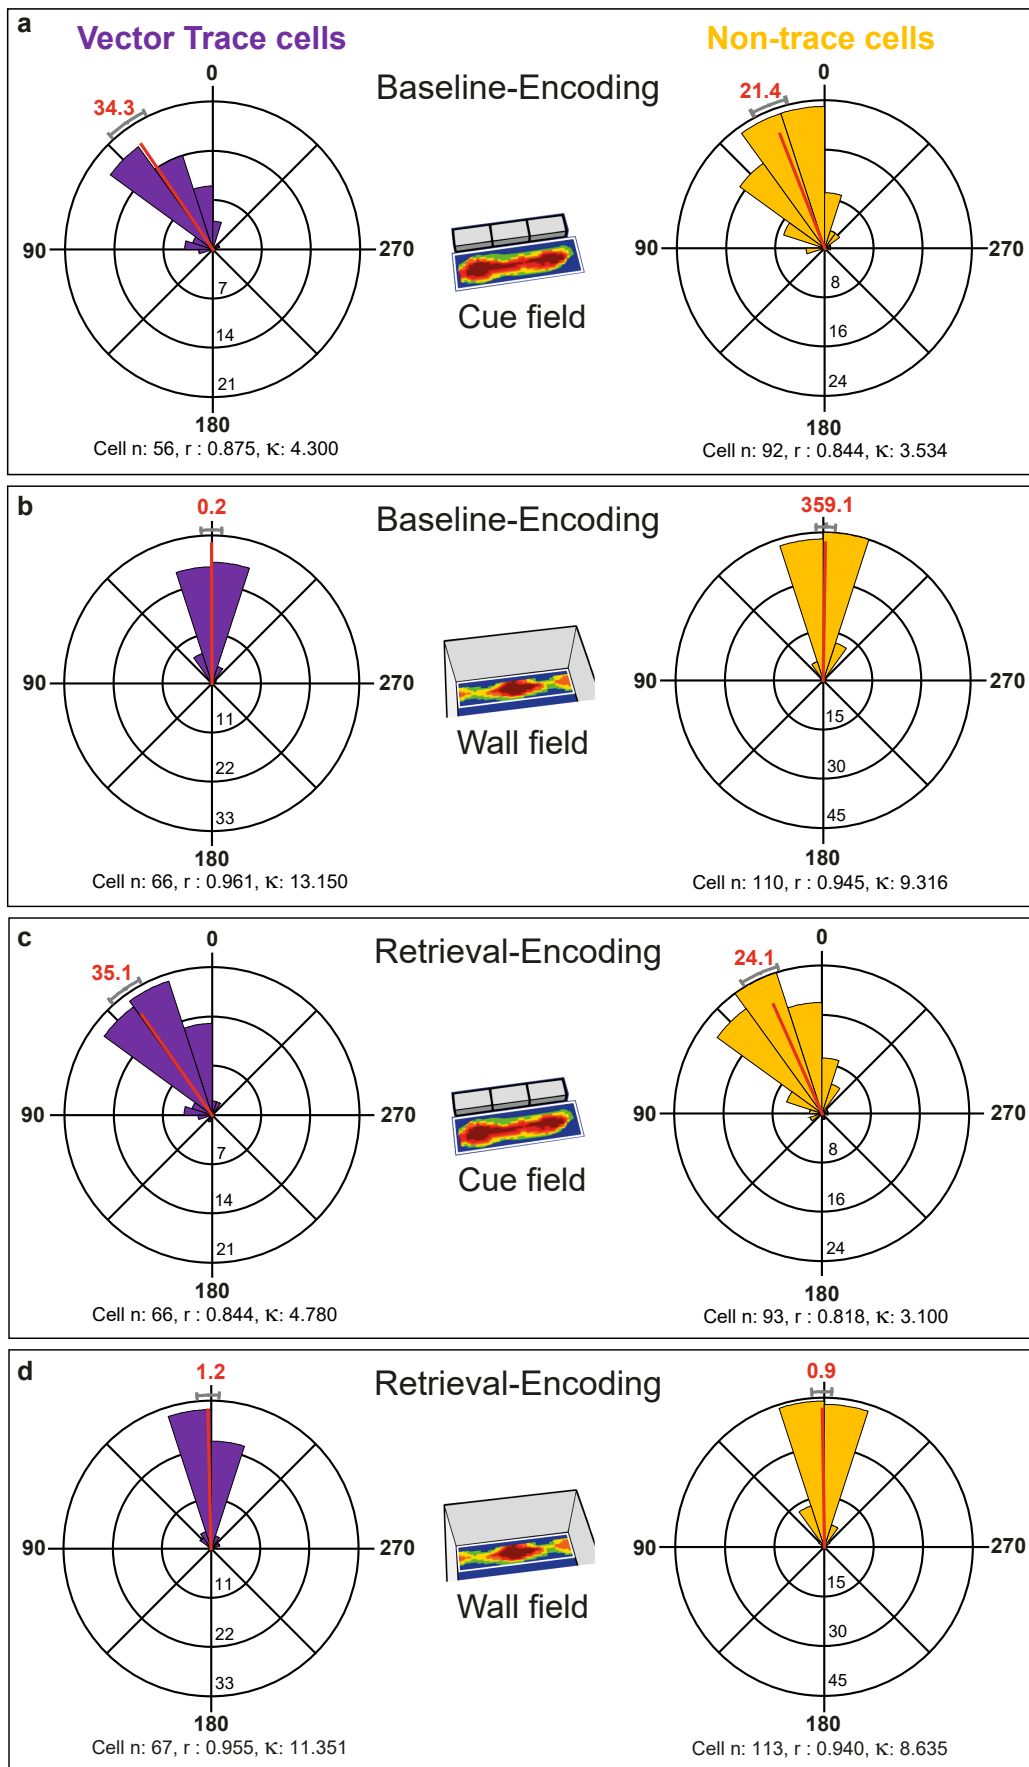 a
Vector Trace cells
Non-trace cells
Baseline-Encoding
34.3
0
90
270
7
14
21
180
Cell n: 56, r : 0.875, κ: 4.300
Cue field
21.4
0
90
270
8
16
24
180
Cell n: 92, r : 0.844, κ: 3.534
b
Baseline-Encoding
0.2
90
270
11
22
33
180
Cell n: 66, r : 0.961, κ: 13.150
Wall field
359.1
90
270
15
30
45
180
Cell n: 110, r : 0.945, κ: 9.316
c
Retrieval-Encoding
0
35.1
90
270
7
14
21
180
Cell n: 66, r : 0.844, κ: 4.780
Cue field
0
24.1
90
270
8
16
24
180
Cell n: 93, r : 0.818, κ: 3.100
d
Retrieval-Encoding
1.2
90
270
11
22
33
180
Cell n: 67, r : 0.955, κ: 11.351
Wall field
0.9
90
270
15
30
45
180
Cell n: 113, r : 0.940, κ: 8.635